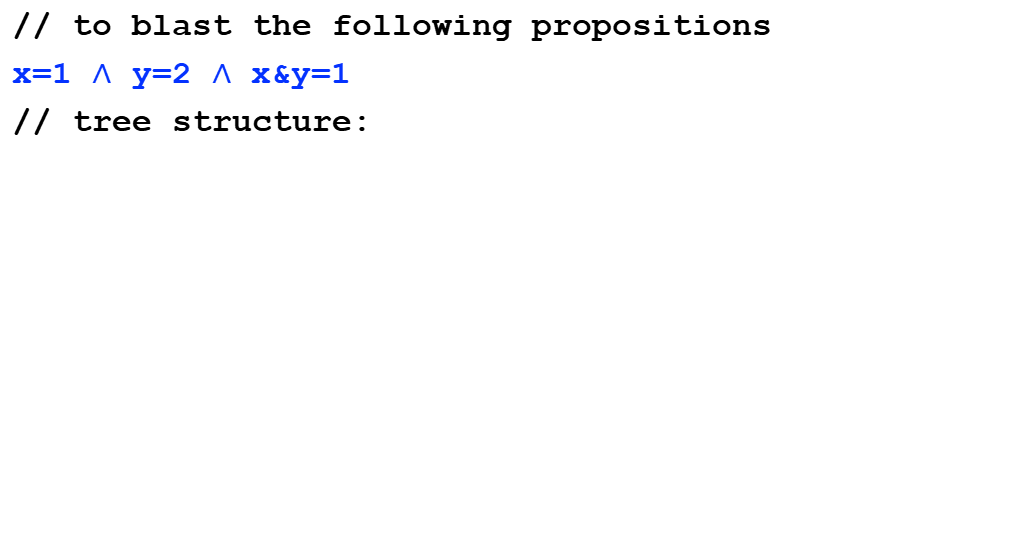 // to blast the following propositions
x=1 ∧ y=2 ∧ x&y=1
// tree structure: